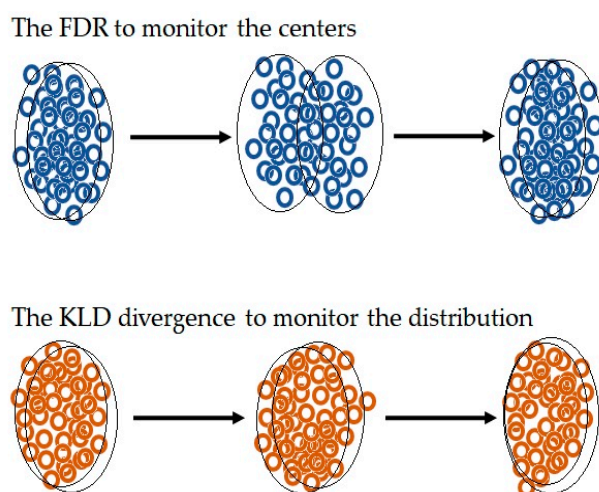 The FDR to monitor the centers
The KLD divergence to monitor the distribution